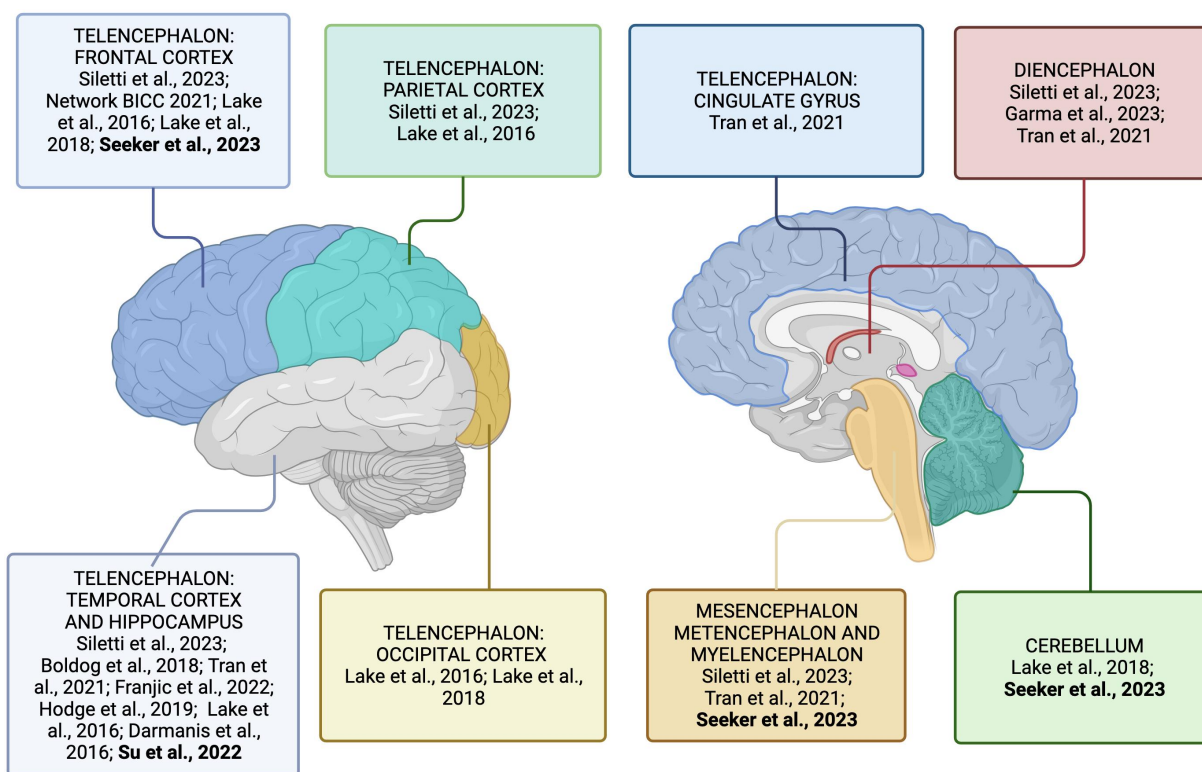 TELENCEPHALON:
FRONTAL CORTEX
Siletti et al., 2023;
Network BICC 2021; Lake
et al., 2016; Lake et al.,
2018; Seeker et al., 2023
TELENCEPHALON:
PARIETAL CORTEX
Siletti et al., 2023;
Lake et al., 2016
TELENCEPHALON:
CINGULATE GYRUS
Tran et al., 2021
DIENCEPHALON
Siletti et al., 2023;
Garma et al., 2023;
Tran et al., 2021
TELENCEPHALON:
TEMPORAL CORTEX
AND HIPPOCAMPUS
Siletti et al., 2023;
Boldog et al., 2018; Tran et
al., 2021; Franjic et al., 2022;
Hodge et al., 2019; Lake et
al., 2016; Darmanis et al.,
2016; Su et al., 2022
TELENCEPHALON:
OCCIPITAL CORTEX
Lake et al., 2016; Lake et al.,
2018
MESENCEPHALON
METENCEPHALON AND
MYELENCEPHALON
Siletti et al., 2023;
Tran et al., 2021;
Seeker et al., 2023
CEREBELLUM
Lake et al., 2018;
Seeker et al., 2023